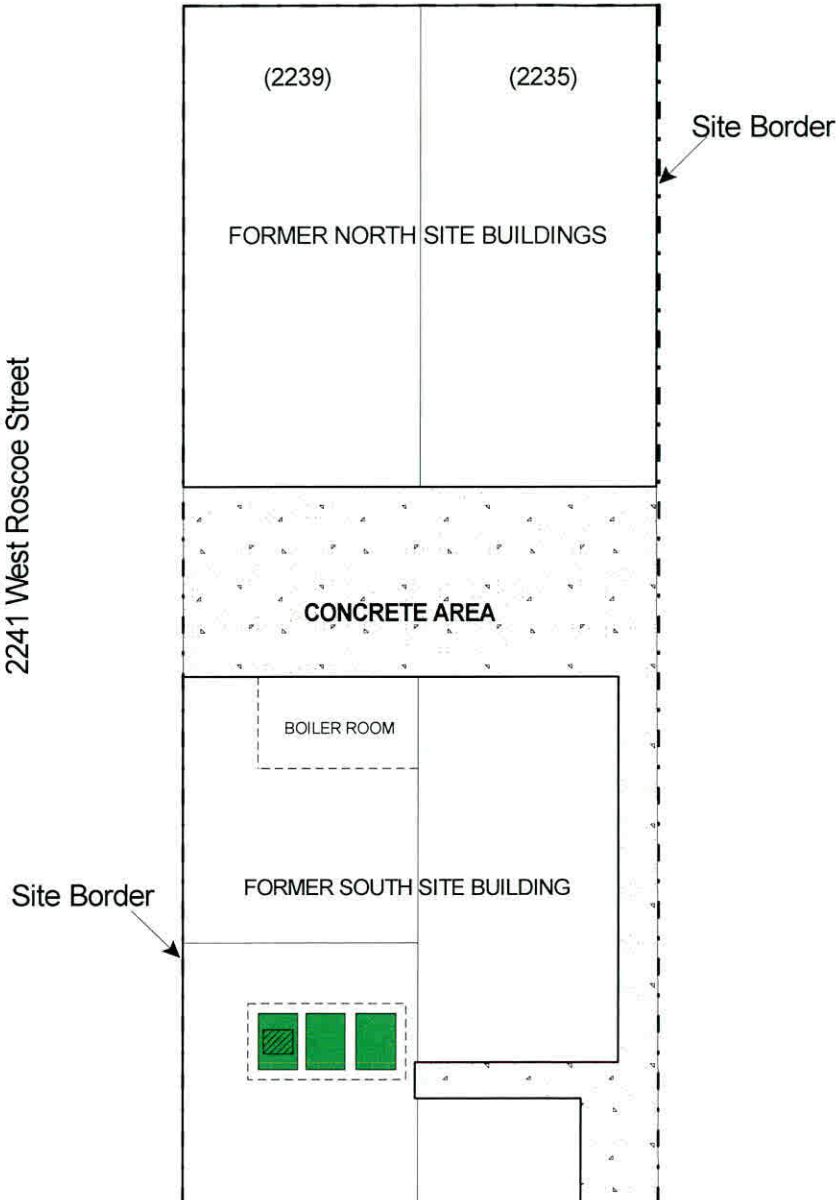 (2239)
(2235)
Site Border
FORMER NORTH SITE BUILDINGS
2241 West Roscoe Street
CONCRETE AREA
BOILER ROOM
FORMER SOUTH SITE BUILDING
Site Border